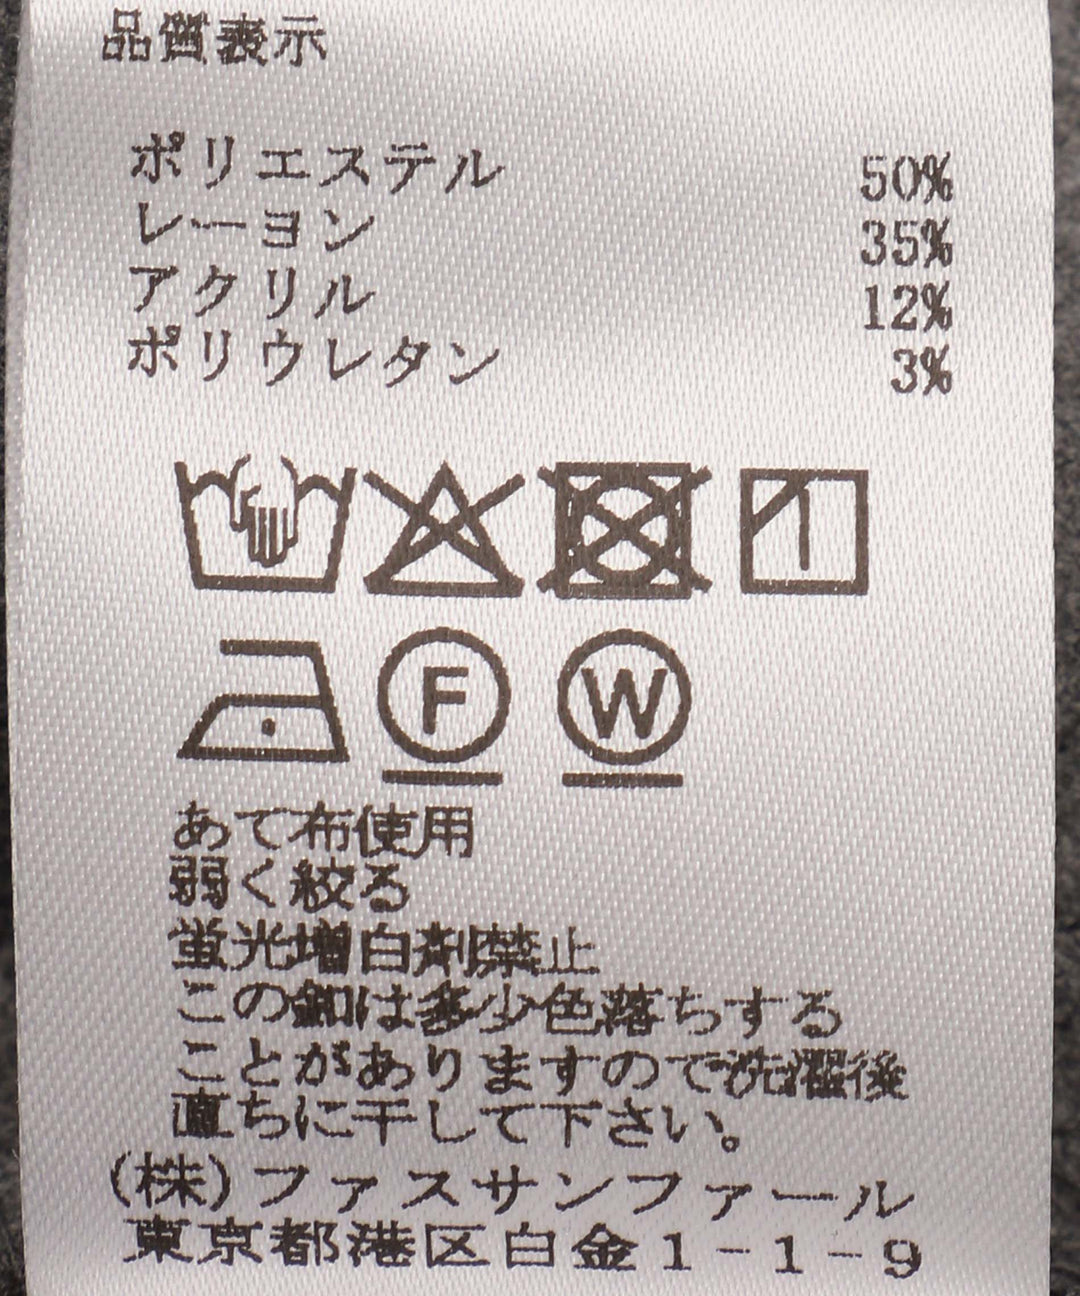 品質表示
ポリエステル 50%
レーヨン 35%
アクリル 12%
ポリウレタン 3%
F W
あて布使用
弱く絞る
蛍光増白剤禁止
この釦は多少色落ちする
ことがありますので洗濯後
直ちに干して下さい。
(株)ファスサンファール
東京都港区白金1-1-9